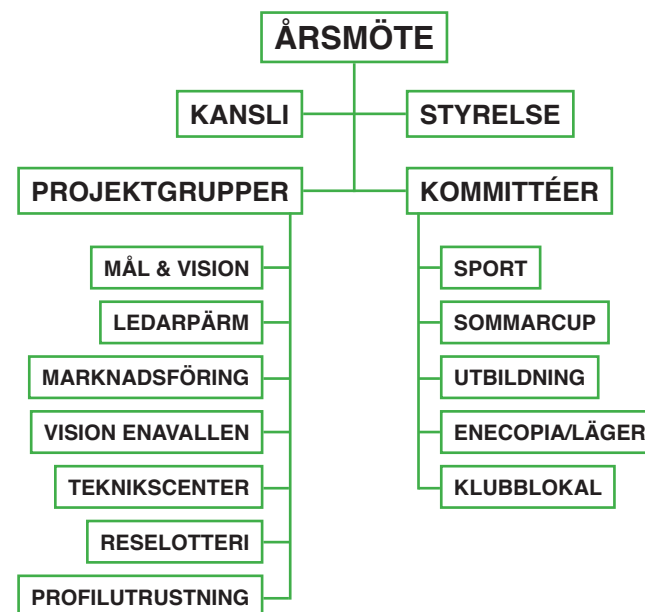 ÅRSMÖTE
KANSLI
STYRELSE
PROJEKTGRUPPER
KOMMITTÉER
MÅL & VISION
LEDARPÄRM
MARKNADSFÖRING
VISION ENAVALLEN
TEKNIKSCENTER
RESELOTTERI
PROFILUTRUSTNING
SPORT
SOMMARCUP
UTBILDNING
ENECOPIA/LÄGER
KLUBBLOKAL